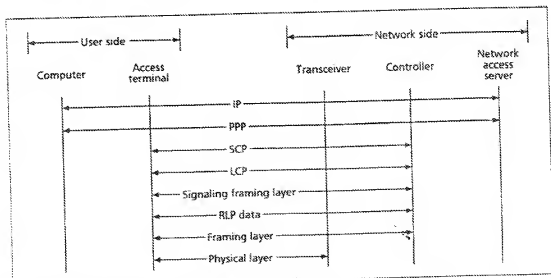 User side
Network side
Computer
Access
terminal
Transceiver
Controller
Network
access
server
IP
PPP
SCP
LCP
Signaling framing layer
RLP data
Framing layer
Physical layer